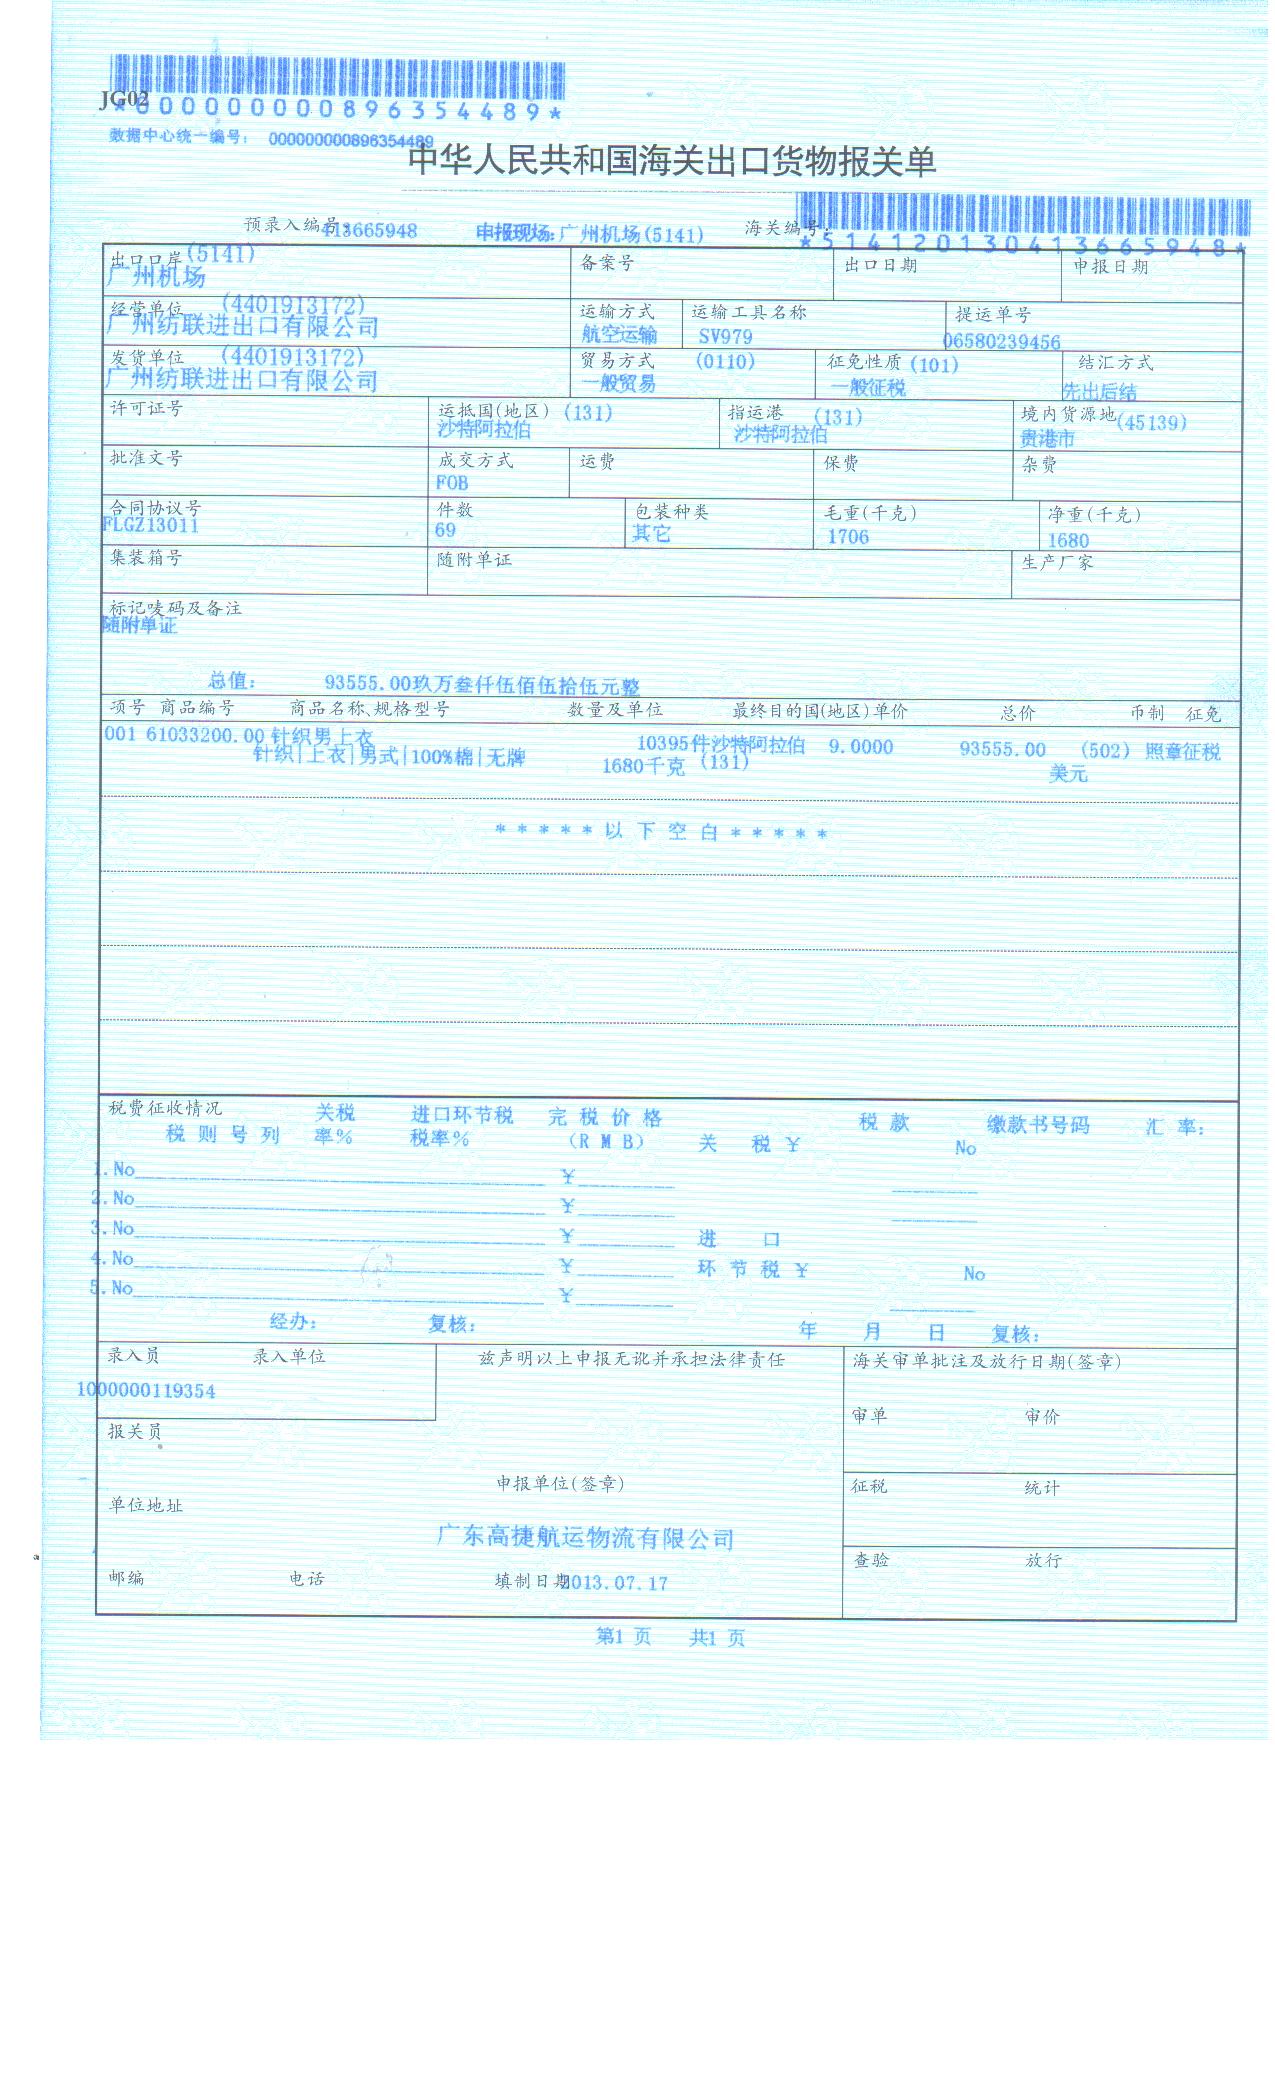 JG02
*000000000896354489*
数据中心统一编号： 000000000896354489
中华人民共和国海关出口货物报关单
预录入编号： 413665948 申报现场：广州机场(5141) 海关编号：
*514120130413665948*
出口口岸 (5141) 备案号 出口日期 申报日期
广州机场
经营单位 (4401913172) 运输方式 运输工具名称 提运单号
广州纺联进出口有限公司 航空运输 SV979 06580239456
发货单位 (4401913172) 贸易方式 (0110) 征免性质 (101) 结汇方式
广州纺联进出口有限公司 一般贸易 一般征税 先出后结
许可证号 运抵国(地区) (131) 指运港 (131) 境内货源地 (45139)
沙特阿拉伯 沙特阿拉伯 贵港市
批准文号 成交方式 运费 保费 杂费
FOB
合同协议号 件数 包装种类 毛重(千克) 净重(千克)
FLGZ13011 69 其它 1706 1680
集装箱号 随附单证 生产厂家
标记唛码及备注
随附单证
总值： 93555.00玖万叁仟伍佰伍拾伍元整
项号 商品编号 商品名称、规格型号 数量及单位 最终目的国(地区)单价 总价 币制 征免
001 61033200.00 针织男上衣 10395件沙特阿拉伯 9.0000 93555.00 (502) 照章征税
针织|上衣|男式|100%棉|无牌 1680千克 (131) 美元
*****以下空白*****
税费征收情况 关税 进口环节税 完税价格 税款 缴款书号码 汇率：
税则号列 率% 税率% (RMB) 关 税¥ No
1.No ¥
2.No ¥
3.No ¥ 进 口
4.No ¥ 环节税¥ No
5.No ¥
经办： 复核： 年 月 日 复核：
录入员 录入单位 兹声明以上申报无讹并承担法律责任 海关审单批注及放行日期(签章)
1000000119354
审单 审价
报关员
申报单位(签章) 征税 统计
单位地址
广东高捷航运物流有限公司
查验 放行
邮编 电话 填制日期2013.07.17
第1 页 共1 页